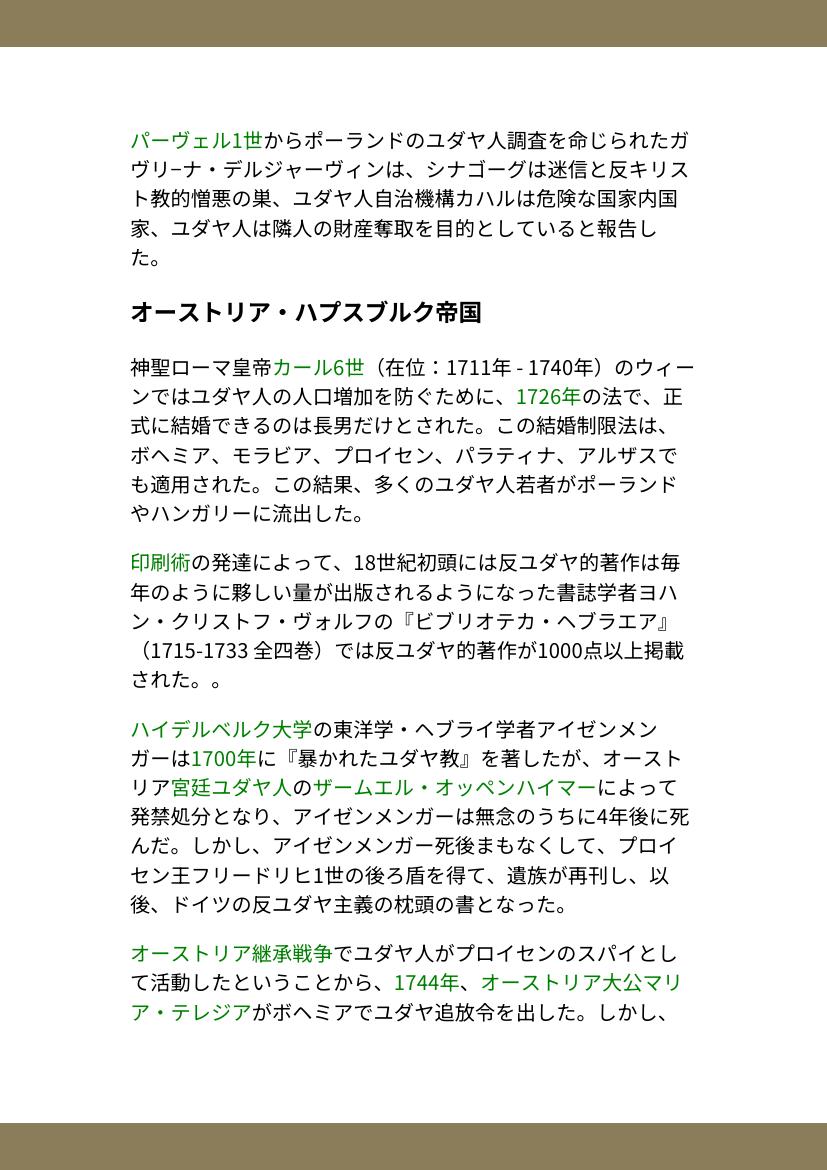 パーヴェル1世からポーランドのユダヤ人調査を命じられたガ
ヴリ−ナ・デルジャーヴィンは、シナゴーグは迷信と反キリス
ト教的憎悪の巣、ユダヤ人自治機構カハルは危険な国家内国
家、ユダヤ人は隣人の財産奪取を目的としていると報告し
た。
オーストリア・ハプスブルク帝国
神聖ローマ皇帝カール6世（在位：1711年 - 1740年）のウィー
ンではユダヤ人の人口増加を防ぐために、1726年の法で、正
式に結婚できるのは長男だけとされた。この結婚制限法は、
ボヘミア、モラビア、プロイセン、パラティナ、アルザスで
も適用された。この結果、多くのユダヤ人若者がポーランド
やハンガリーに流出した。
印刷術の発達によって、18世紀初頭には反ユダヤ的著作は毎
年のように夥しい量が出版されるようになった書誌学者ヨハ
ン・クリストフ・ヴォルフの『ビブリオテカ・ヘブラエア』
（1715-1733 全四巻）では反ユダヤ的著作が1000点以上掲載
された。。
ハイデルベルク大学の東洋学・ヘブライ学者アイゼンメン
ガーは1700年に『暴かれたユダヤ教』を著したが、オースト
リア宮廷ユダヤ人のザームエル・オッペンハイマーによって
発禁処分となり、アイゼンメンガーは無念のうちに4年後に死
んだ。しかし、アイゼンメンガー死後まもなくして、プロイ
セン王フリードリヒ1世の後ろ盾を得て、遺族が再刊し、以
後、ドイツの反ユダヤ主義の枕頭の書となった。
オーストリア継承戦争でユダヤ人がプロイセンのスパイとし
て活動したということから、1744年、オーストリア大公マリ
ア・テレジアがボヘミアでユダヤ追放令を出した。しかし、